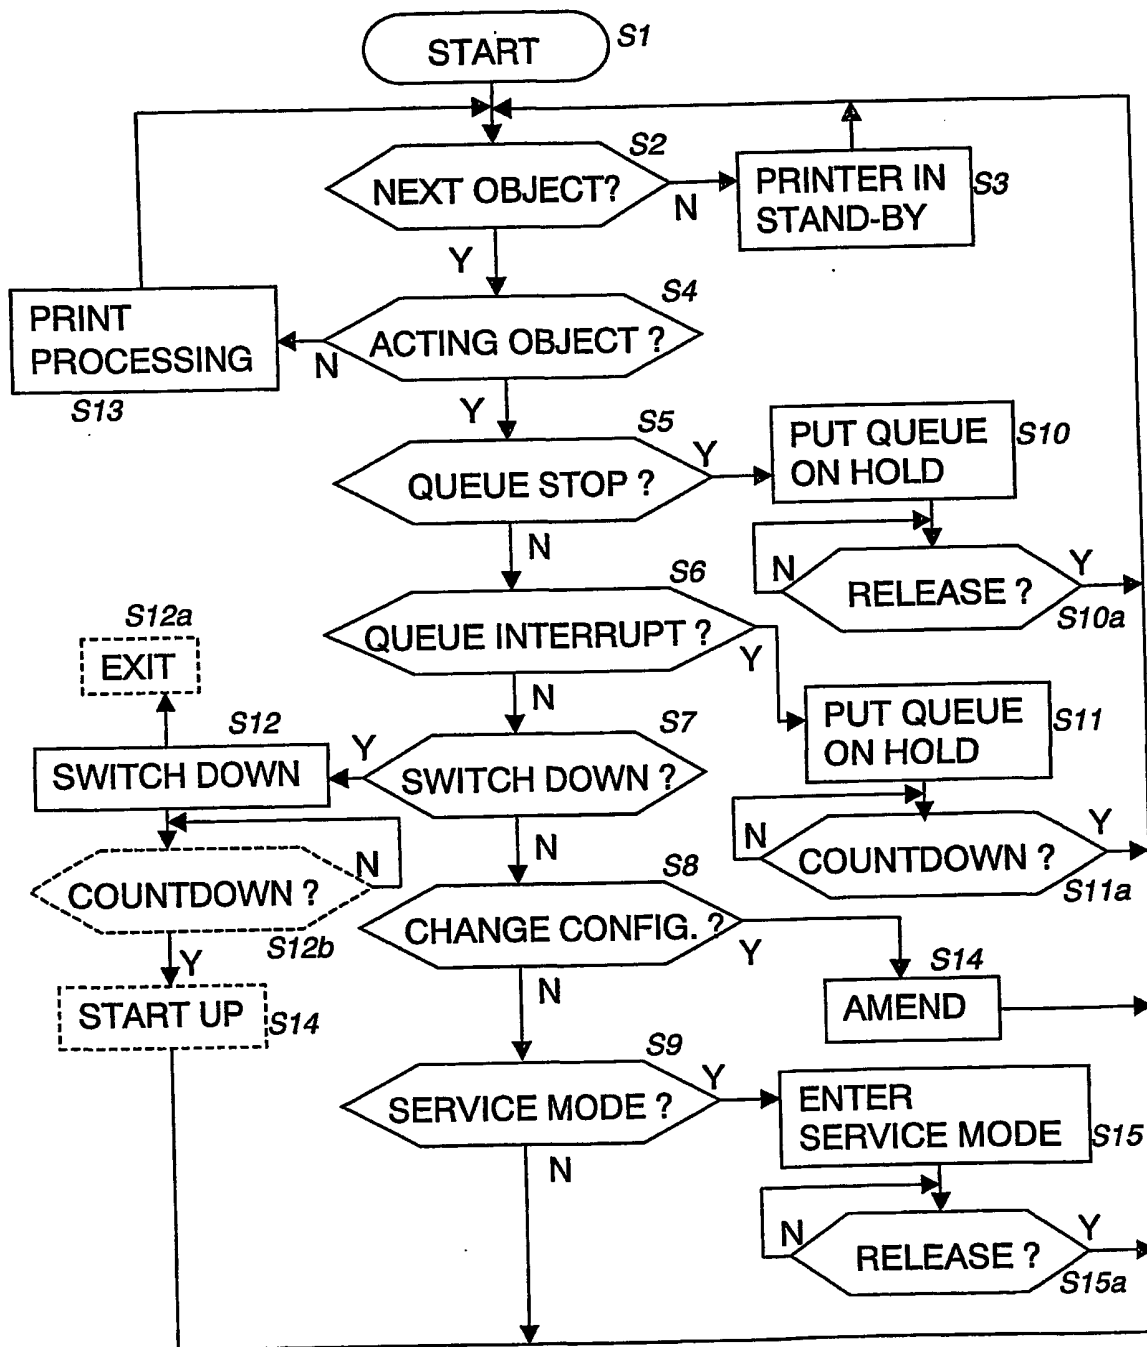 START
S1
S2
NEXT OBJECT?
N
PRINTER IN
STAND-BY
S3
Y
S4
ACTING OBJECT ?
N
PRINT
PROCESSING
S13
Y
S5
QUEUE STOP ?
Y
PUT QUEUE
ON HOLD
S10
N
N
RELEASE ?
Y
S10a
S6
QUEUE INTERRUPT ?
Y
S12a
EXIT
N
PUT QUEUE
ON HOLD
S11
S12
SWITCH DOWN
Y
S7
SWITCH DOWN ?
N
COUNTDOWN ?
Y
S11a
N
COUNTDOWN ?
N
S12b
S8
CHANGE CONFIG. ?
Y
Y
START UP
S14
N
S14
AMEND
S9
SERVICE MODE ?
Y
ENTER
SERVICE MODE
S15
N
N
RELEASE ?
Y
S15a